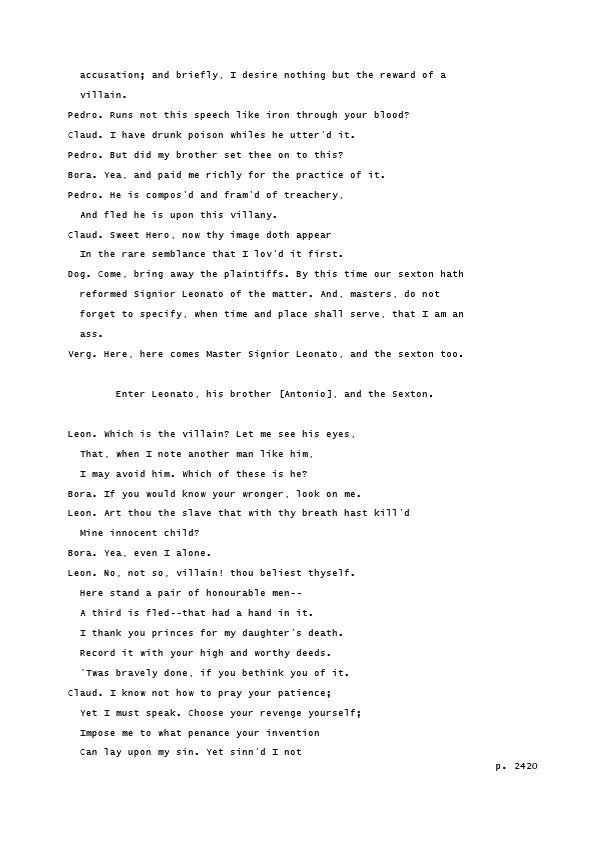 accusation; and briefly, I desire nothing but the reward of a
villain.
Pedro. Runs not this speech like iron through your blood?
Claud. I have drunk poison whiles he utter'd it.
Pedro. But did my brother set thee on to this?
Bora. Yea, and paid me richly for the practice of it.
Pedro. He is compos'd and fram'd of treachery,
And fled he is upon this villany.
Claud. Sweet Hero, now thy image doth appear
In the rare semblance that I lov'd it first.
Dog. Come, bring away the plaintiffs. By this time our sexton hath
reformed Signior Leonato of the matter. And, masters, do not
forget to specify, when time and place shall serve, that I am an
ass.
Verg. Here, here comes Master Signior Leonato, and the sexton too.
Enter Leonato, his brother [Antonio], and the Sexton.
Leon. Which is the villain? Let me see his eyes,
That, when I note another man like him,
I may avoid him. Which of these is he?
Bora. If you would know your wronger, look on me.
Leon. Art thou the slave that with thy breath hast kill'd
Mine innocent child?
Bora. Yea, even I alone.
Leon. No, not so, villain! thou beliest thyself.
Here stand a pair of honourable men--
A third is fled--that had a hand in it.
I thank you princes for my daughter's death.
Record it with your high and worthy deeds.
'Twas bravely done, if you bethink you of it.
Claud. I know not how to pray your patience;
Yet I must speak. Choose your revenge yourself;
Impose me to what penance your invention
Can lay upon my sin. Yet sinn'd I not
p. 2420